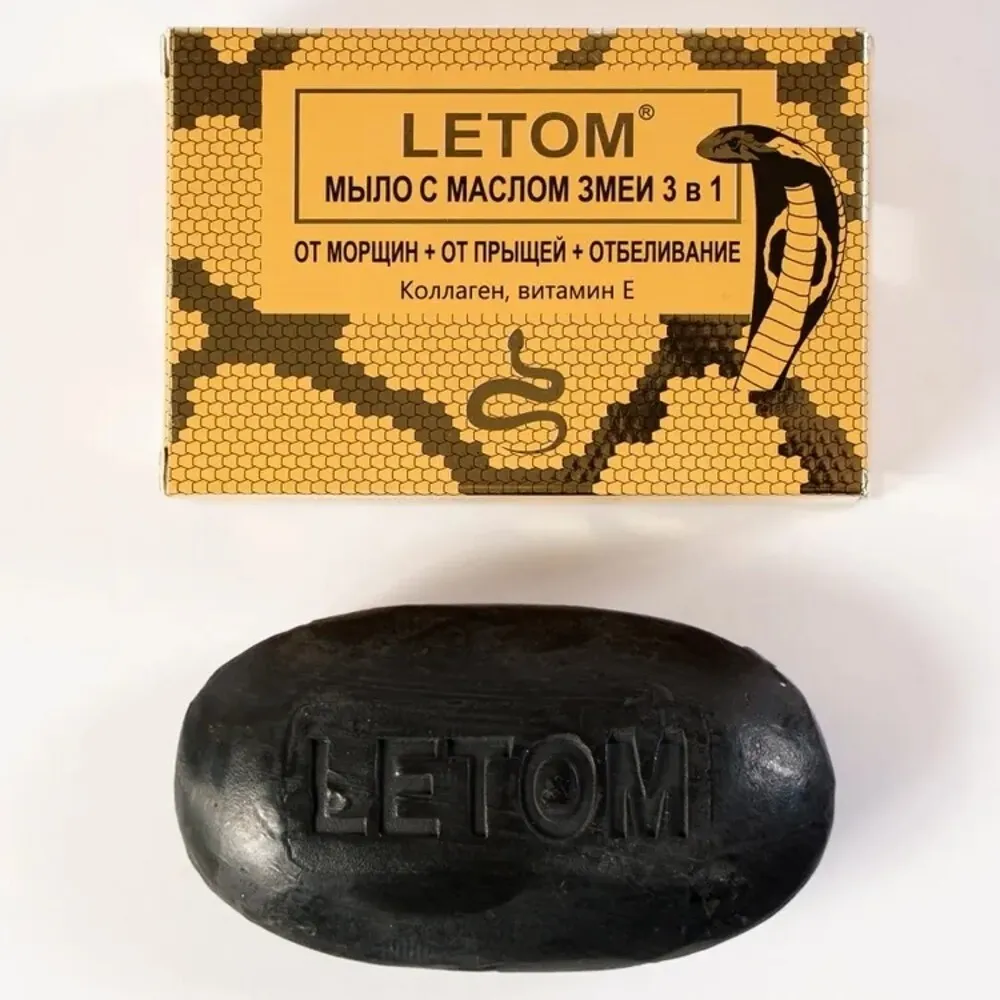 LETOM®
МЫЛО С МАСЛОМ ЗМЕИ 3 в 1
ОТ МОРЩИН + ОТ ПРЫЩЕЙ + ОТБЕЛИВАНИЕ
Коллаген, витамин Е
LETOM